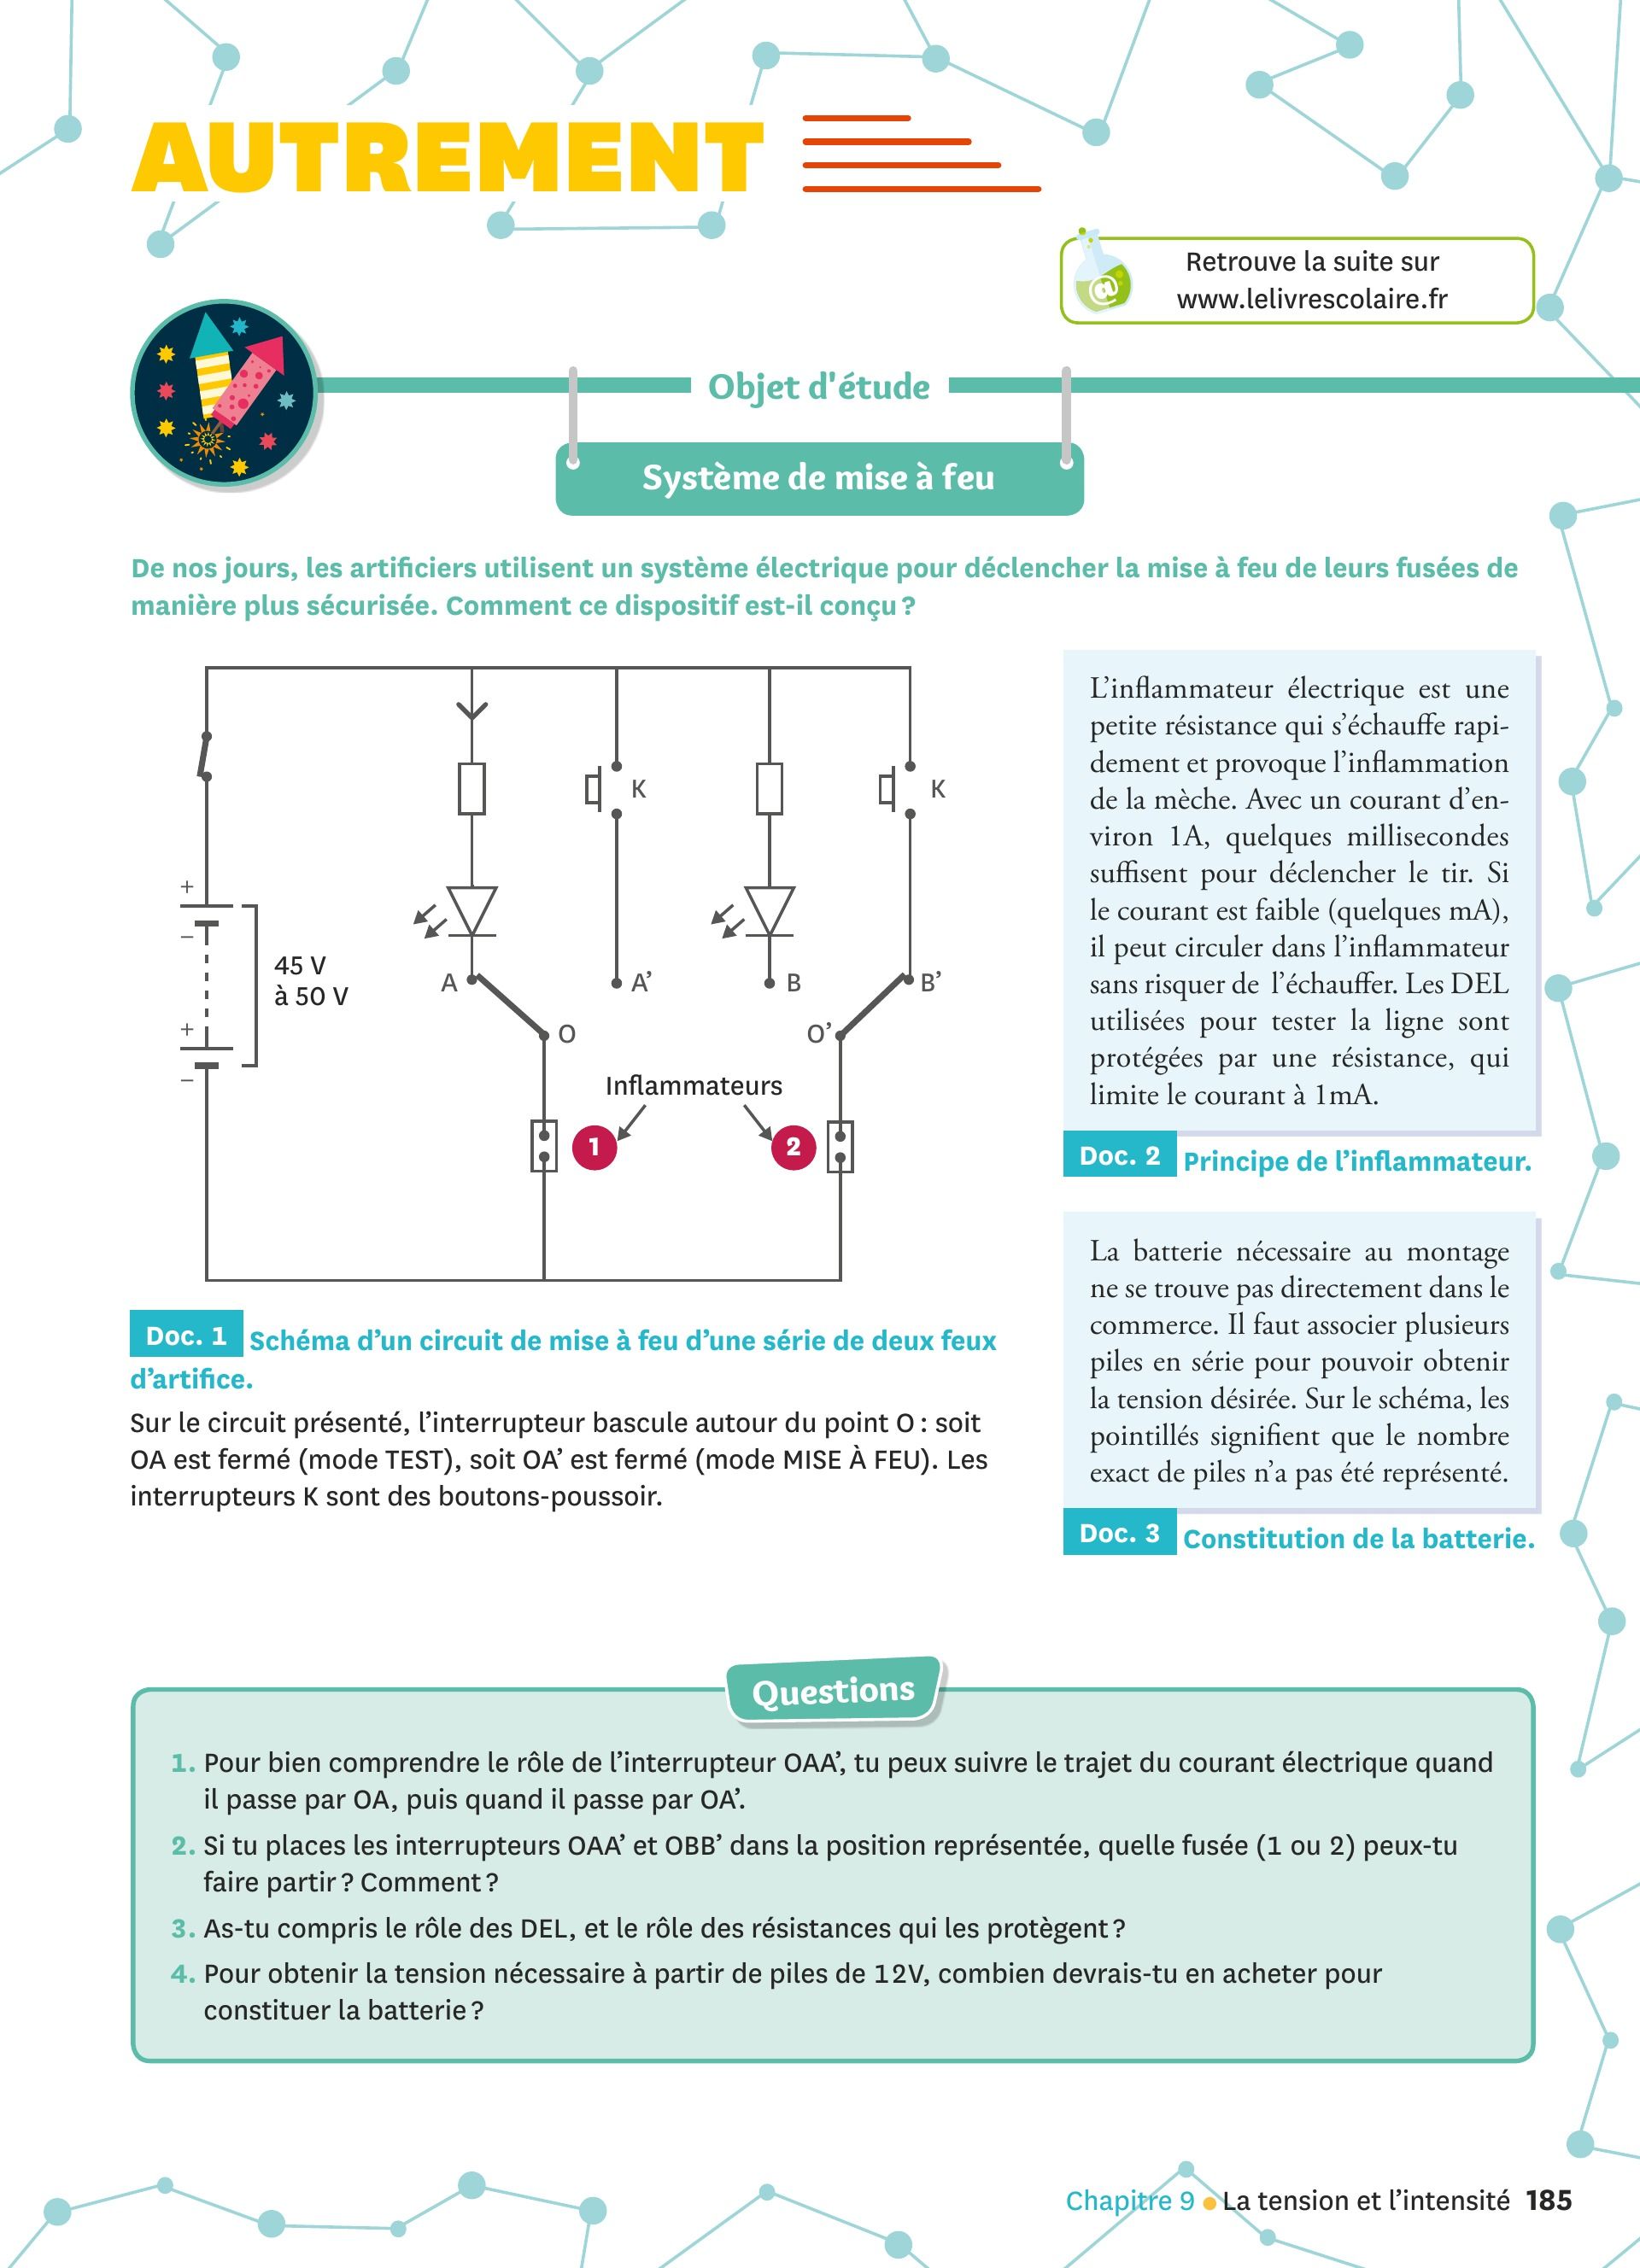 AUTREMENT
Retrouve la suite sur
www.lelivrescolaire.fr
Objet d'étude
Système de mise à feu
De nos jours, les artificiers utilisent un système électrique pour déclencher la mise à feu de leurs fusées de
manière plus sécurisée. Comment ce dispositif est-il conçu ?
K
K
+
–
45 V
à 50 V
+
–
A
A’
B
B’
O
O’
Inflammateurs
1
2
Doc. 1 Schéma d’un circuit de mise à feu d’une série de deux feux
d’artifice.
Sur le circuit présenté, l’interrupteur bascule autour du point O : soit
OA est fermé (mode TEST), soit OA’ est fermé (mode MISE À FEU). Les
interrupteurs K sont des boutons-poussoir.
L’inflammateur électrique est une
petite résistance qui s’échauffe rapi-
dement et provoque l’inflammation
de la mèche. Avec un courant d’en-
viron 1A, quelques millisecondes
suffisent pour déclencher le tir. Si
le courant est faible (quelques mA),
il peut circuler dans l’inflammateur
sans risquer de l’échauffer. Les DEL
utilisées pour tester la ligne sont
protégées par une résistance, qui
limite le courant à 1mA.
Doc. 2 Principe de l’inflammateur.
La batterie nécessaire au montage
ne se trouve pas directement dans le
commerce. Il faut associer plusieurs
piles en série pour pouvoir obtenir
la tension désirée. Sur le schéma, les
pointillés signifient que le nombre
exact de piles n’a pas été représenté.
Doc. 3 Constitution de la batterie.
Questions
1. Pour bien comprendre le rôle de l’interrupteur OAA’, tu peux suivre le trajet du courant électrique quand
il passe par OA, puis quand il passe par OA’.
2. Si tu places les interrupteurs OAA’ et OBB’ dans la position représentée, quelle fusée (1 ou 2) peux-tu
faire partir ? Comment ?
3. As-tu compris le rôle des DEL, et le rôle des résistances qui les protègent ?
4. Pour obtenir la tension nécessaire à partir de piles de 12V, combien devrais-tu en acheter pour
constituer la batterie ?
Chapitre 9 • La tension et l’intensité 185